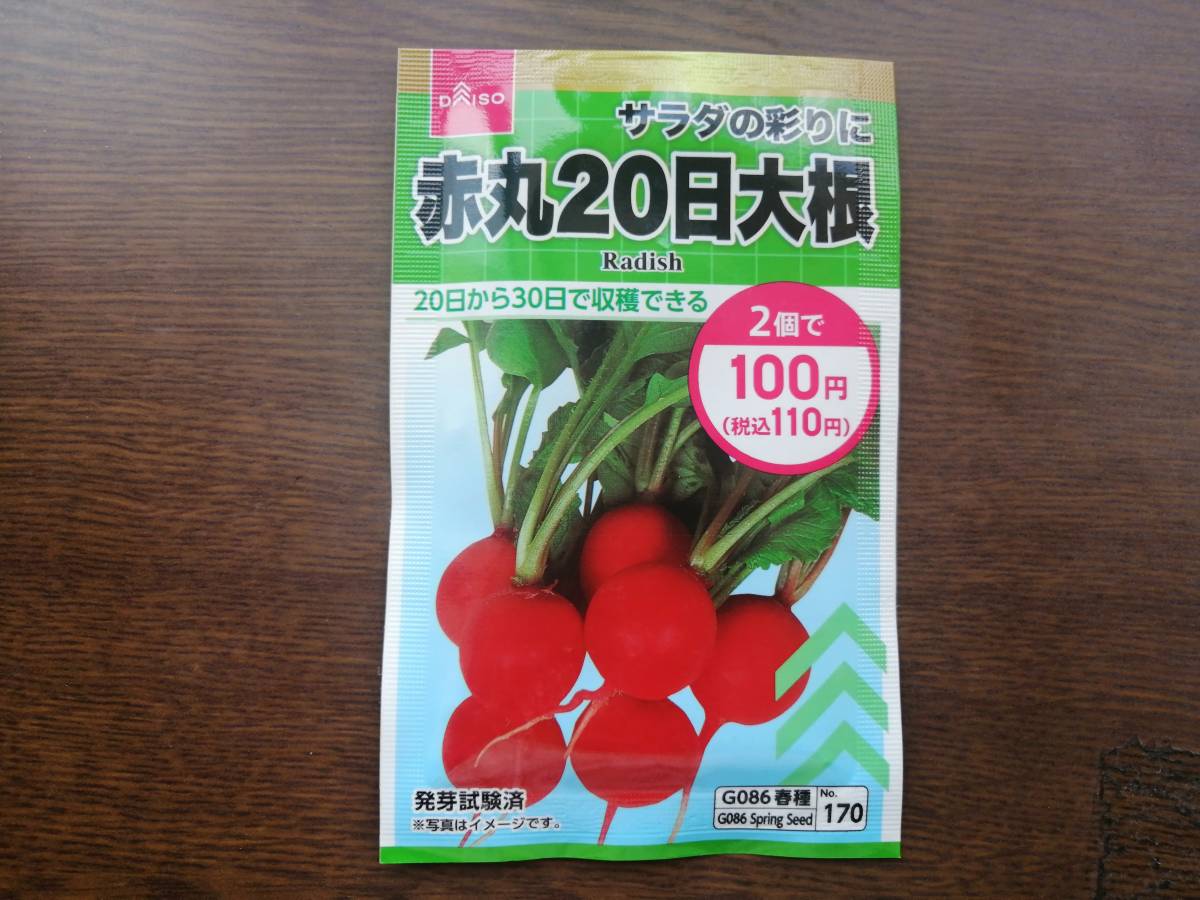 DAISO
サラダの彩りに
赤丸20日大根
Radish
20日から30日で収穫できる
2個で
100円
(税込110円)
発芽試験済
※写真はイメージです。
G086 春種
G086 Spring Seed
No.
170